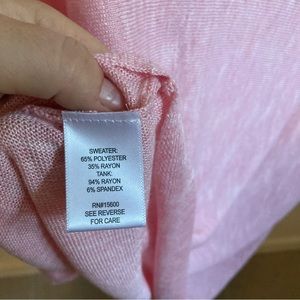 SWEATER:
65% POLYESTER
35% RAYON
TANK:
94% RAYON
6% SPANDEX
RN#15600
SEE REVERSE
FOR CARE